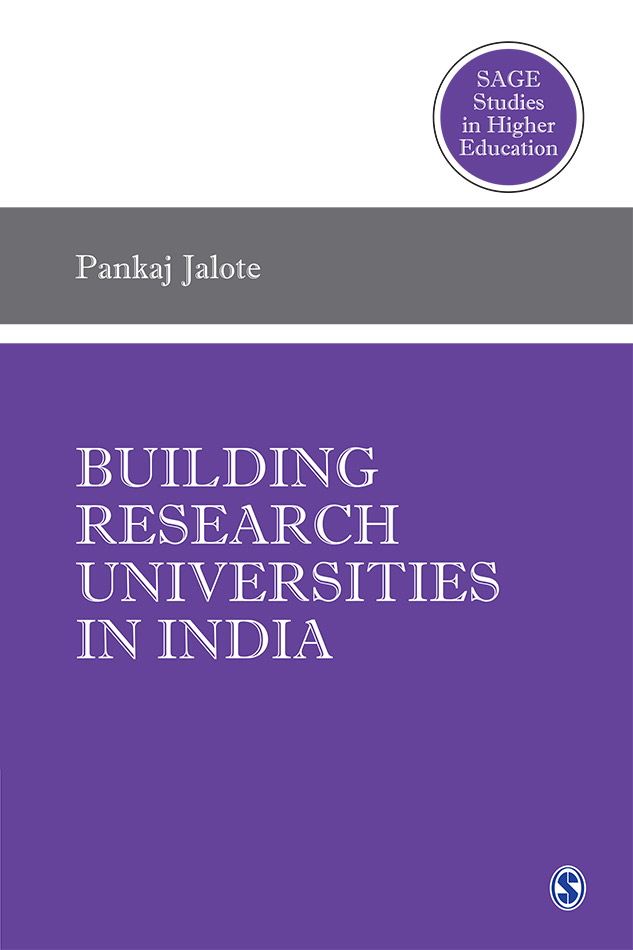 SAGE
Studies
in Higher
Education
Pankaj Jalote
BUILDING
RESEARCH
UNIVERSITIES
IN INDIA
S